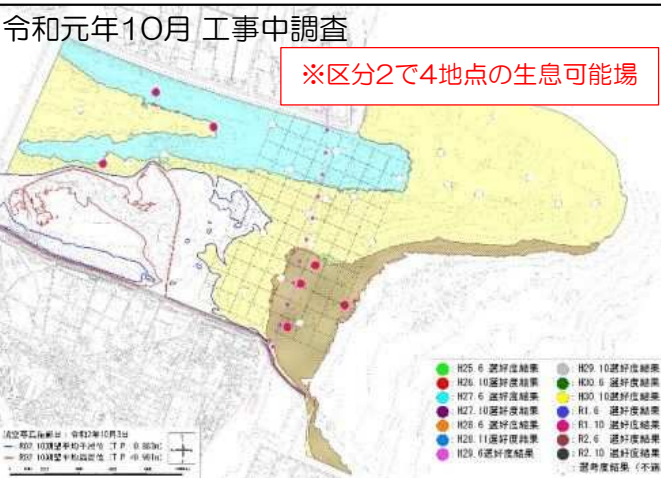 令和元年10月 工事中調査
※区分2で4地点の生息可能場
H25.6 選好度結果
H26.10選好度結果
H27.6 選好度結果
H27.10選好度結果
H28.6 選好度結果
H28.11選好度結果
H29.6選好度結果
H29.10選好度結果
H30.6 選好度結果
H30.10選好度結果
R1.6 選好度結果
R1.10 選好度結果
R2.6 選好度結果
R2.10 選好度結果